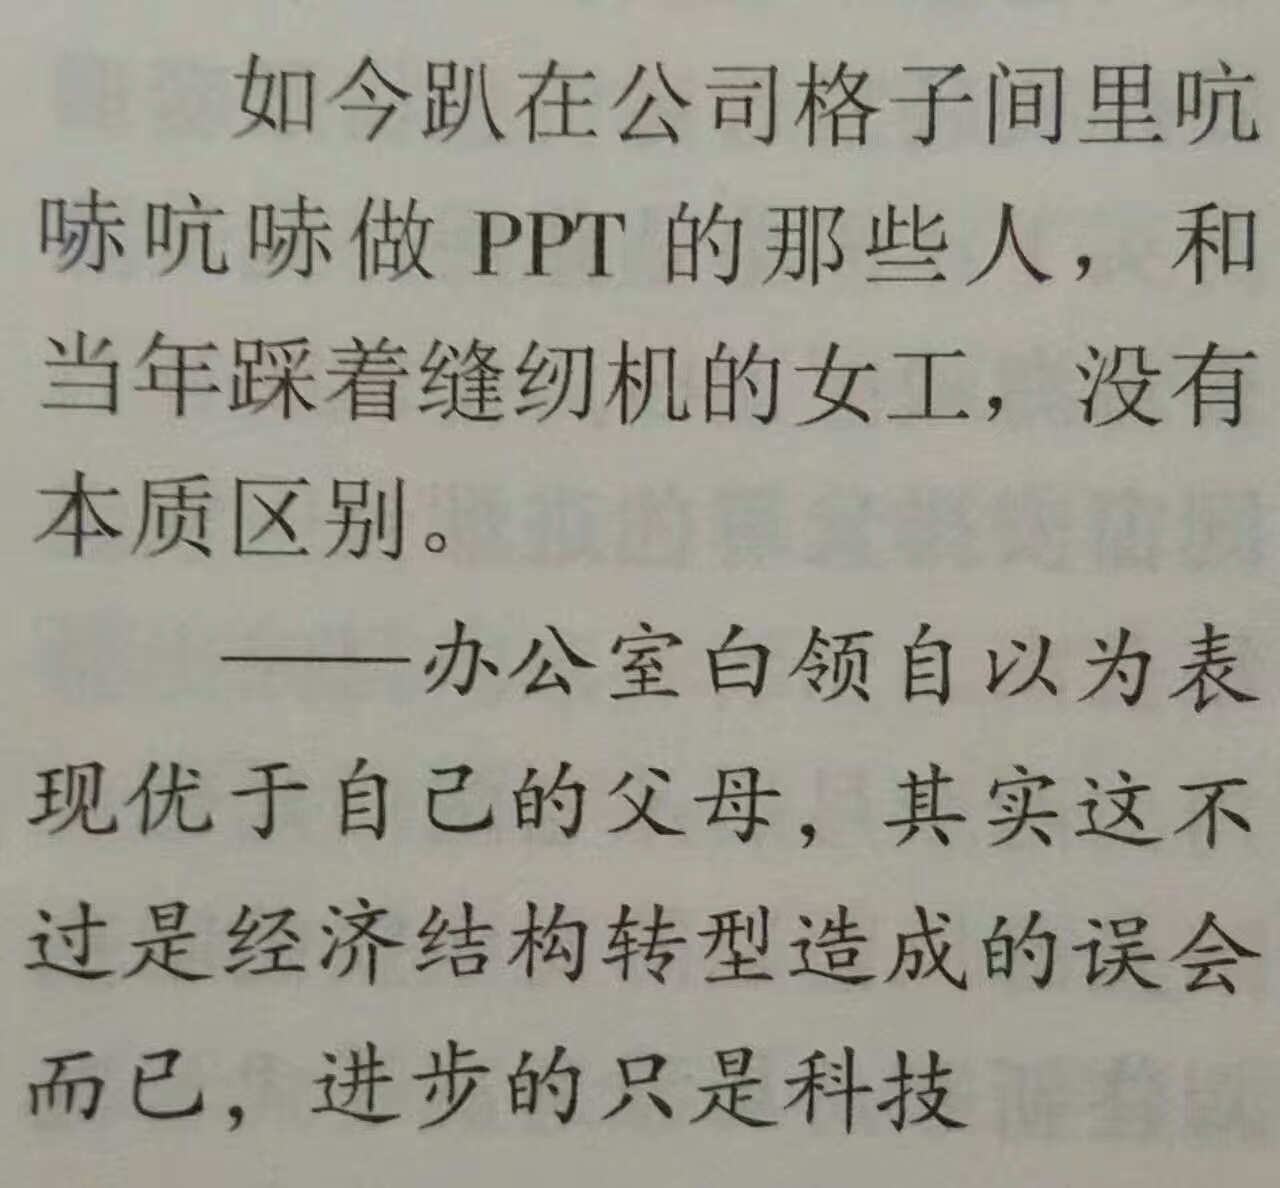 如今趴在公司格子间里吭
哧吭哧做 PPT 的那些人，和
当年踩着缝纫机的女工，没有
本质区别。
——办公室白领自以为表
现优于自己的父母，其实这不
过是经济结构转型造成的误会
而已，进步的只是科技